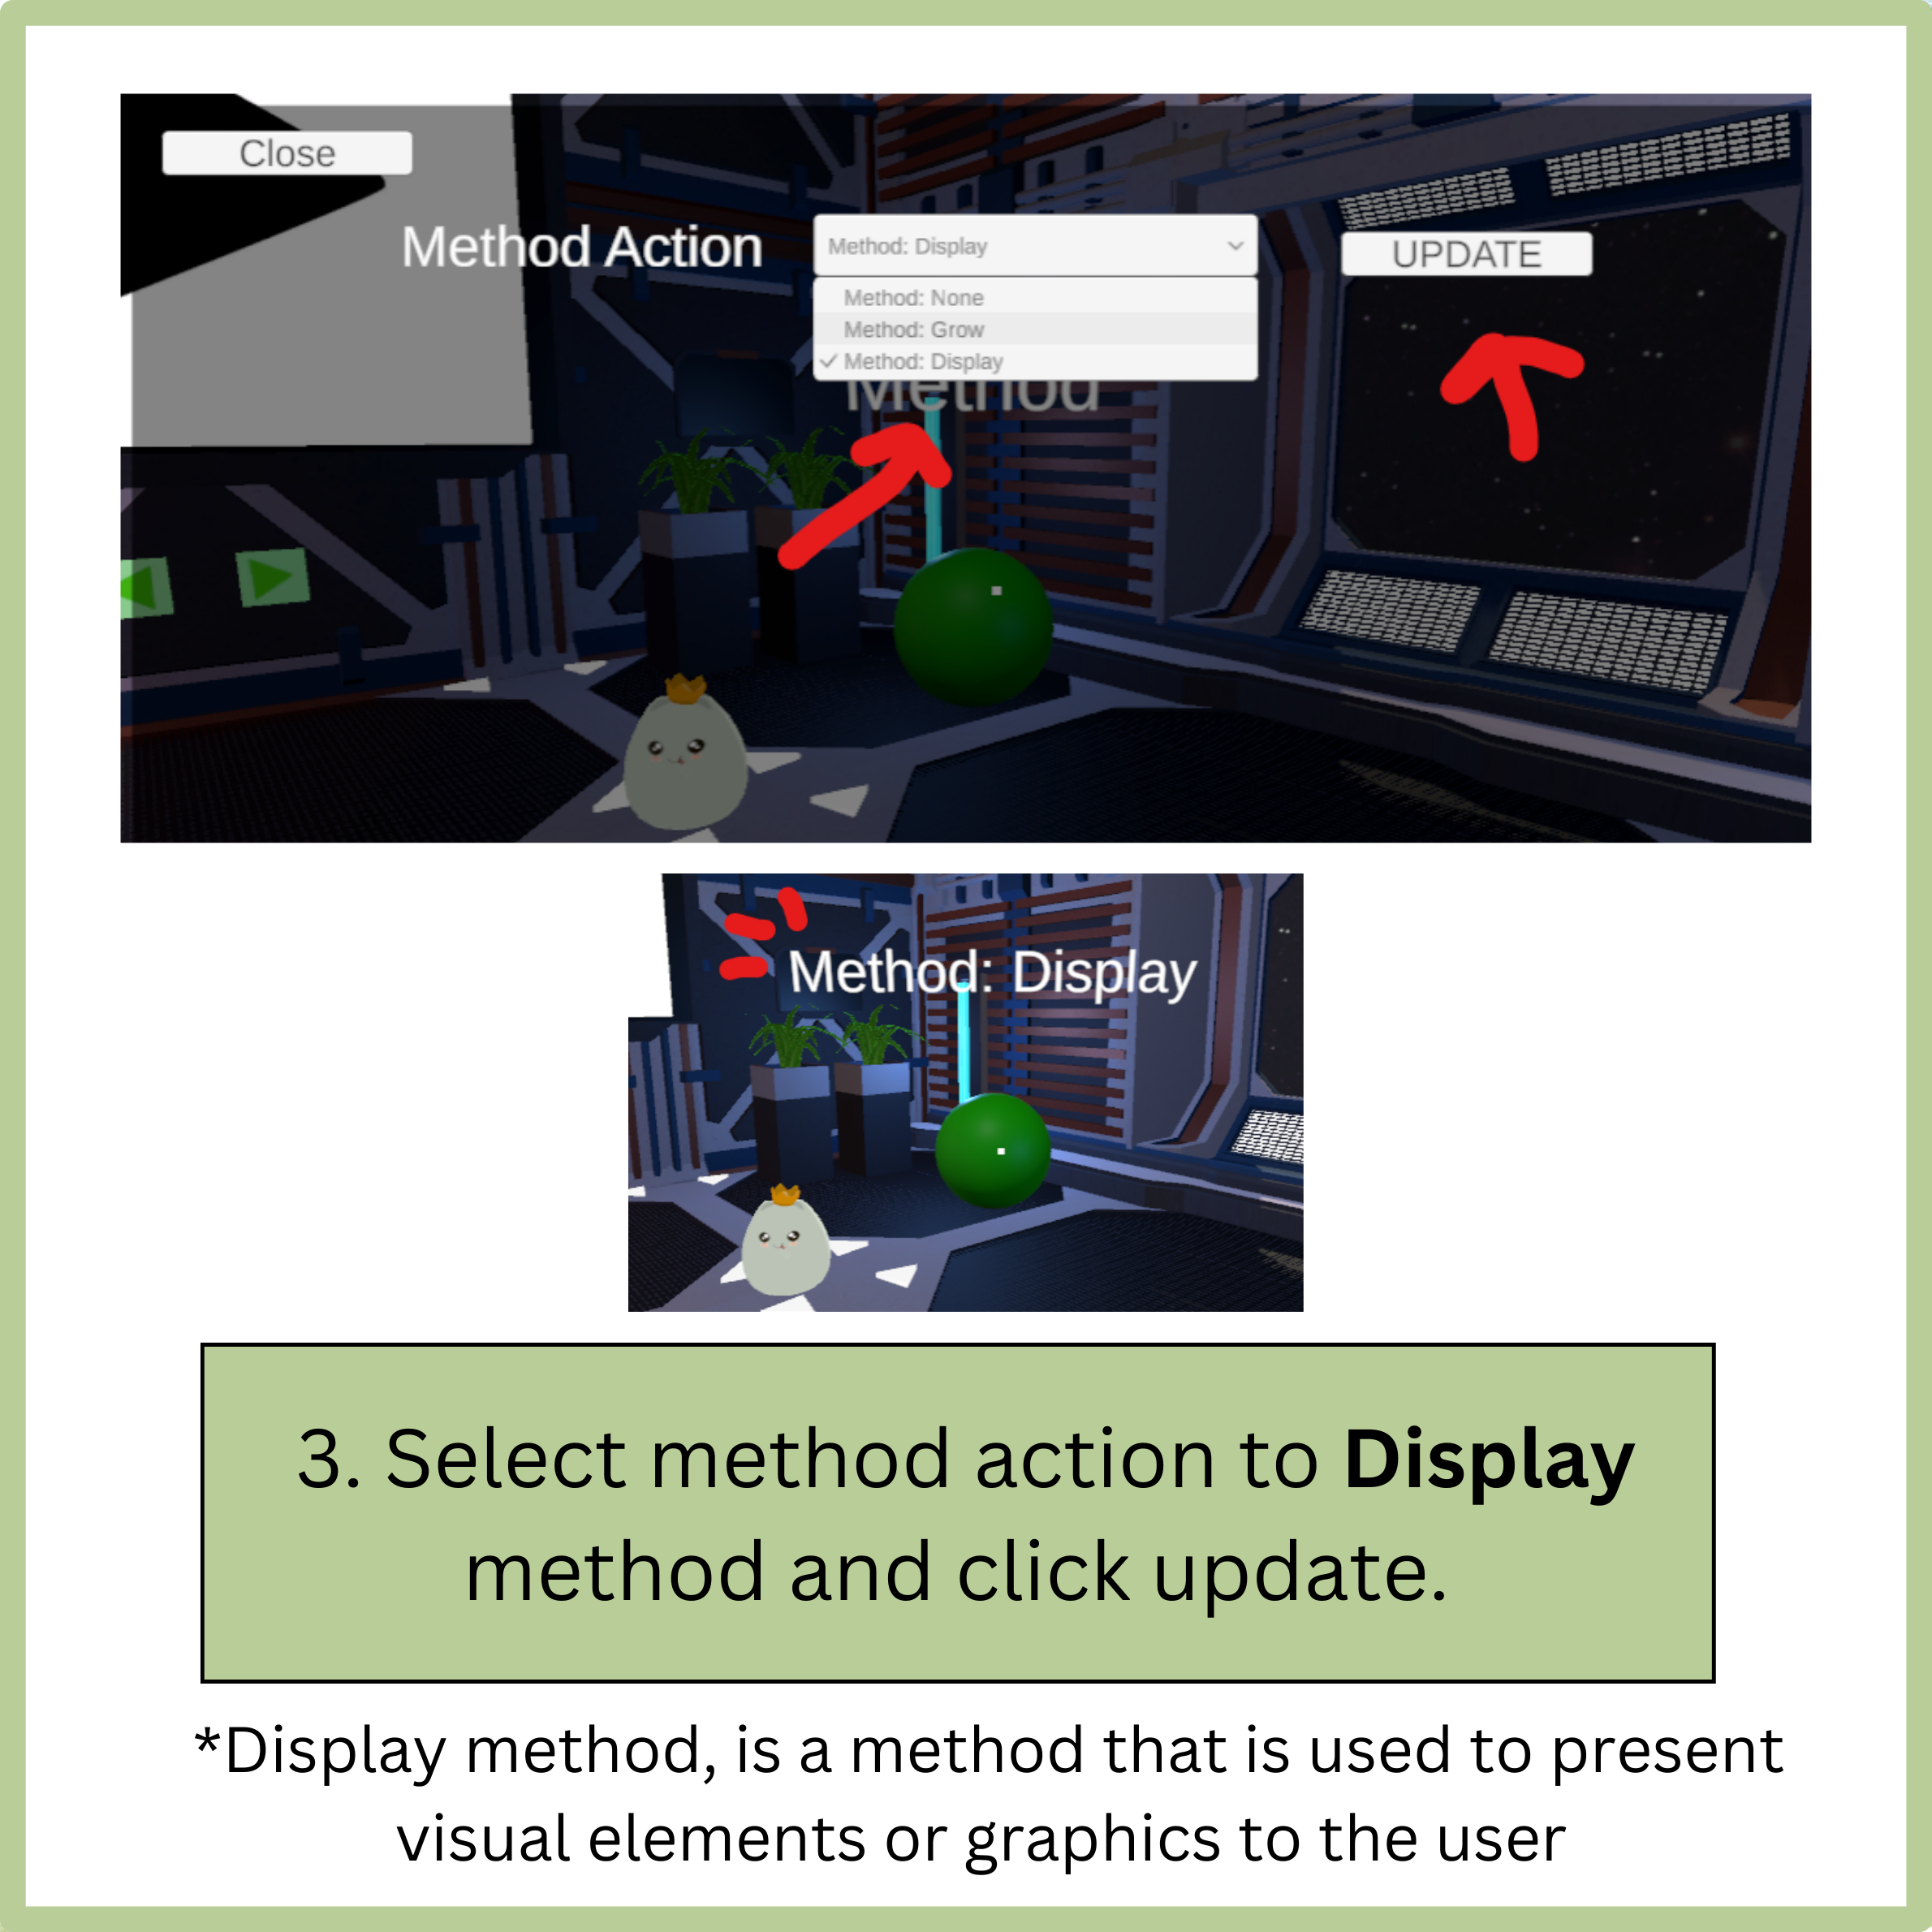 Close
Method Action
Method: Display
UPDATE
Method: None
Method: Grow
Method: Display
Method
Method: Display
3. Select method action to Display
method and click update.
*Display method, is a method that is used to present
visual elements or graphics to the user